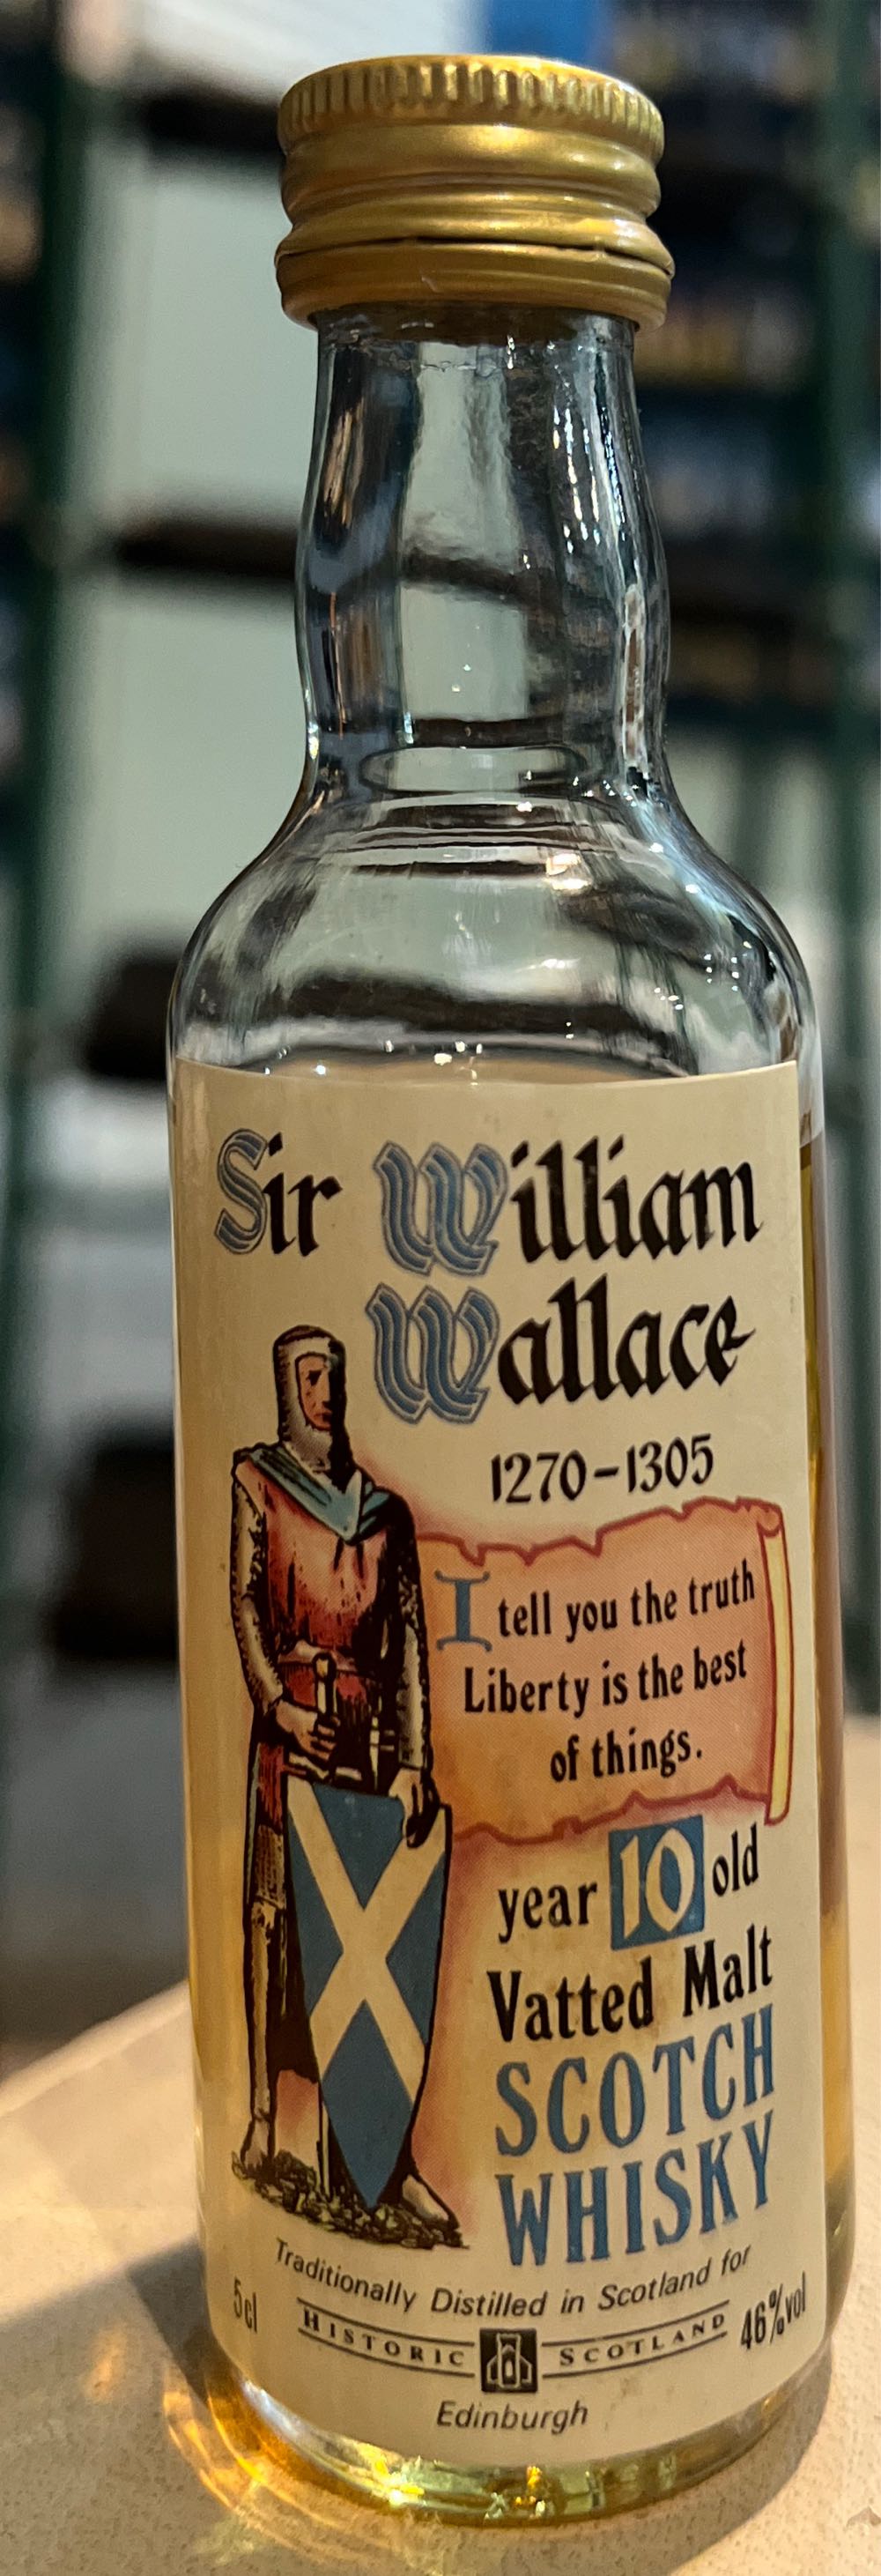 Sir William
Wallace
1270-1305
I tell you the truth
Liberty is the best
of things.
year 10 old
Vatted Malt
SCOTCH
WHISKY
Traditionally Distilled in Scotland for
5cl HISTORIC SCOTLAND 46%vol
Edinburgh